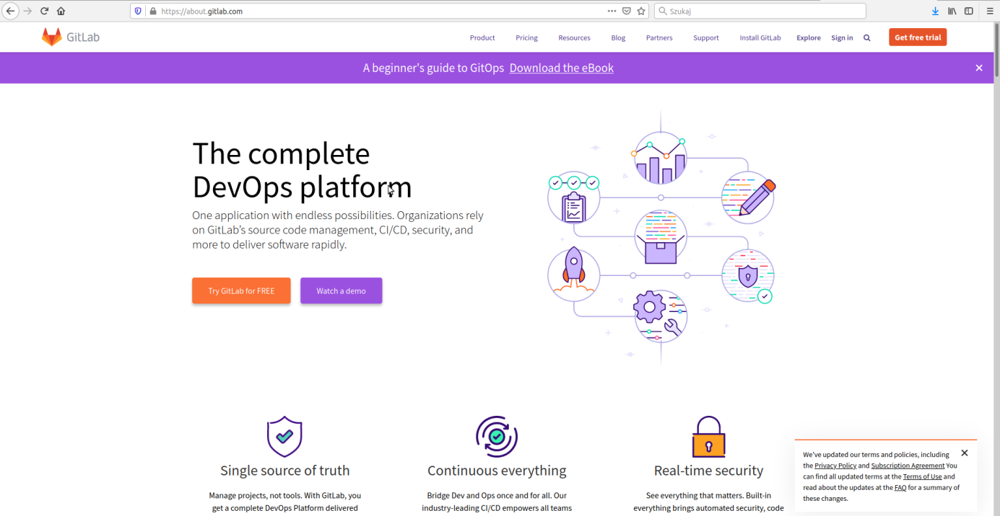 https://about.gitlab.com
Szukaj
GitLab
Product
Pricing
Resources
Blog
Partners
Support
Install GitLab
Explore
Sign in
Get free trial
A beginner's guide to GitOps Download the eBook
The complete
DevOps platform
One application with endless possibilities. Organizations rely
on GitLab's source code management, CI/CD, security, and
more to deliver software rapidly.
Try GitLab for FREE
Watch a demo
Single source of truth
Manage projects, not tools. With GitLab, you
get a complete DevOps Platform delivered
Continuous everything
Bridge Dev and Ops once and for all. Our
industry-leading CI/CD empowers all teams
Real-time security
See everything that matters. Built-in
everything brings automated security, code
We've updated our terms and policies, including
the Privacy Policy and Subscription Agreement You
can find all updated terms at the Terms of Use and
read about the updates at the FAQ for a summary of
these changes.